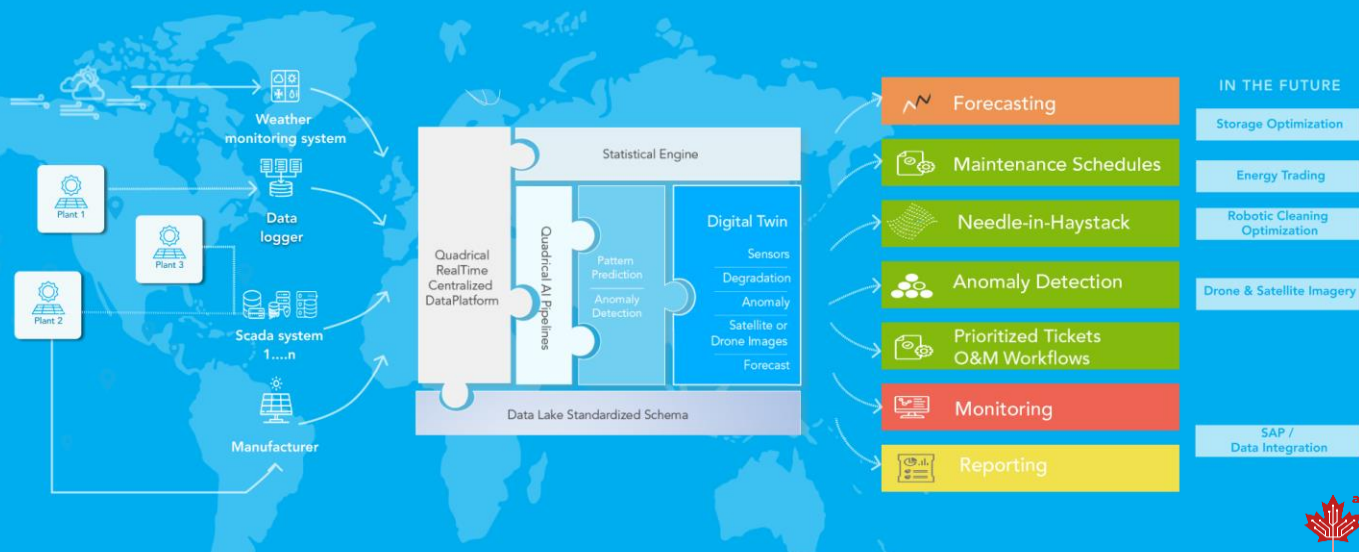 Weather
monitoring system
Data
logger
Plant 1
Plant 3
Plant 2
Scada system
1....n
Manufacturer
Quadrical
RealTime
Centralized
DataPlatform
Statistical Engine
Quadrical AI Pipelines
Pattern
Prediction
Anomaly
Detection
Digital Twin
Sensors
Degradation
Anomaly
Satellite or
Drone Images
Forecast
Data Lake Standardized Schema
Forecasting
Maintenance Schedules
Needle-in-Haystack
Anomaly Detection
Prioritized Tickets
O&M Workflows
Monitoring
Reporting
IN THE FUTURE
Storage Optimization
Energy Trading
Robotic Cleaning
Optimization
Drone & Satellite Imagery
SAP /
Data Integration